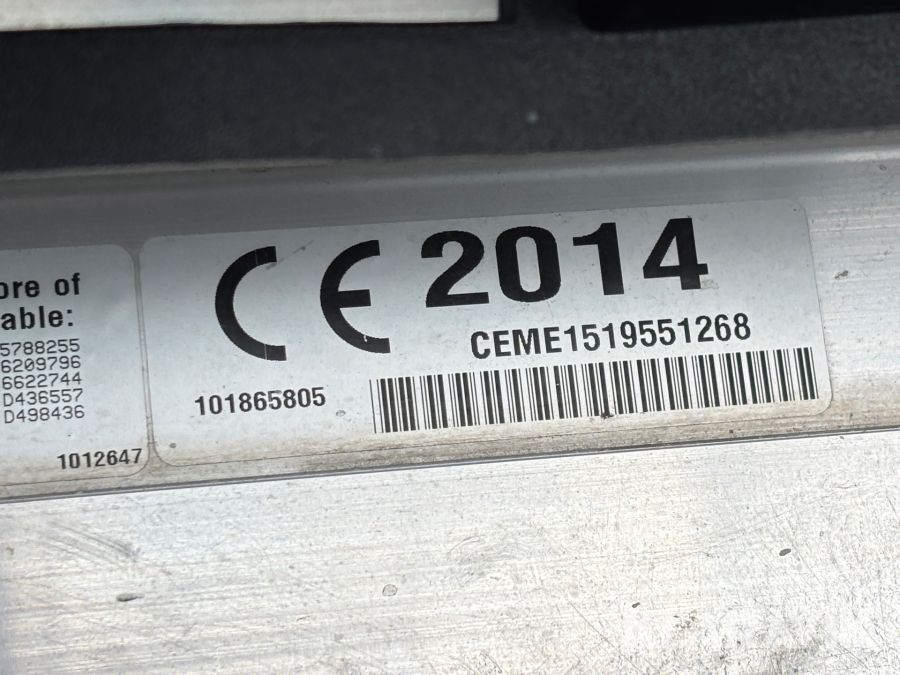 ore of
able:
5788255
6209796
6622744
D436557
D498436
1012647
CE 2014
CEME1519551268
101865805